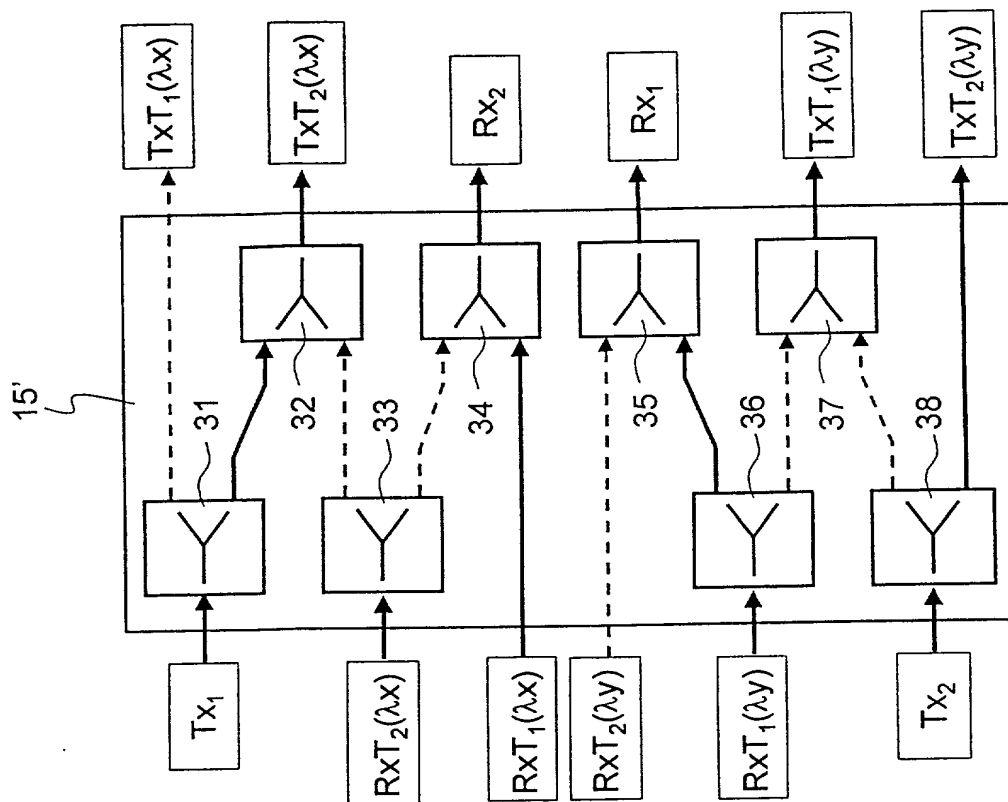 15'
Tx₁
RxT₂(λx)
RxT₁(λx)
RxT₂(λy)
RxT₁(λy)
Tx₂
31
32
33
34
35
36
37
38
TxT₁(λx)
TxT₂(λx)
Rx₂
Rx₁
TxT₁(λy)
TxT₂(λy)